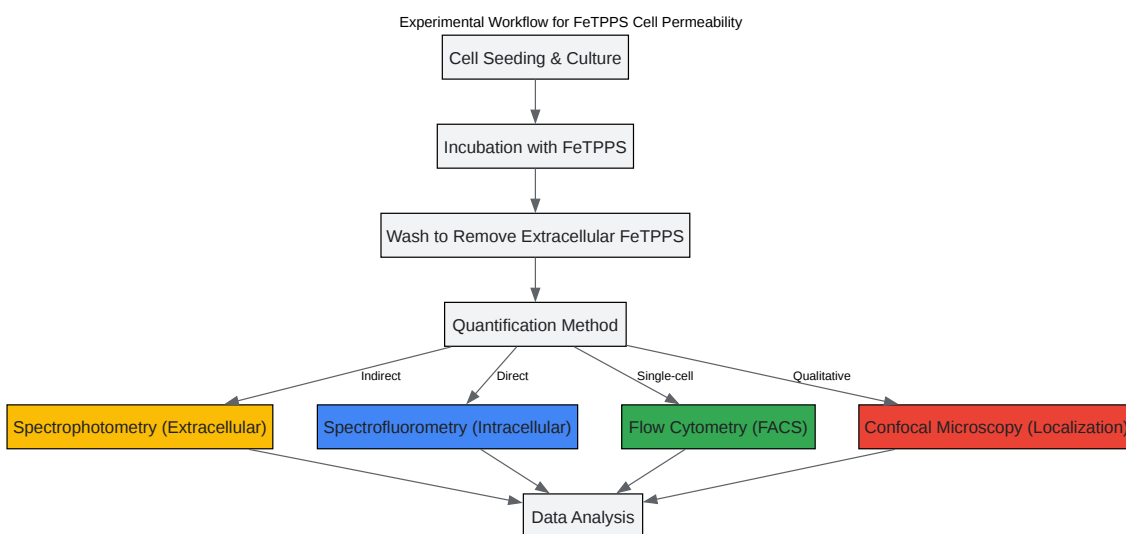 Experimental Workflow for FeTPPS Cell Permeability
Cell Seeding & Culture
Incubation with FeTPPS
Wash to Remove Extracellular FeTPPS
Quantification Method
Indirect
Direct
Single-cell
Qualitative
Spectrophotometry (Extracellular)
Spectrofluorometry (Intracellular)
Flow Cytometry (FACS)
Confocal Microscopy (Localization)
Data Analysis